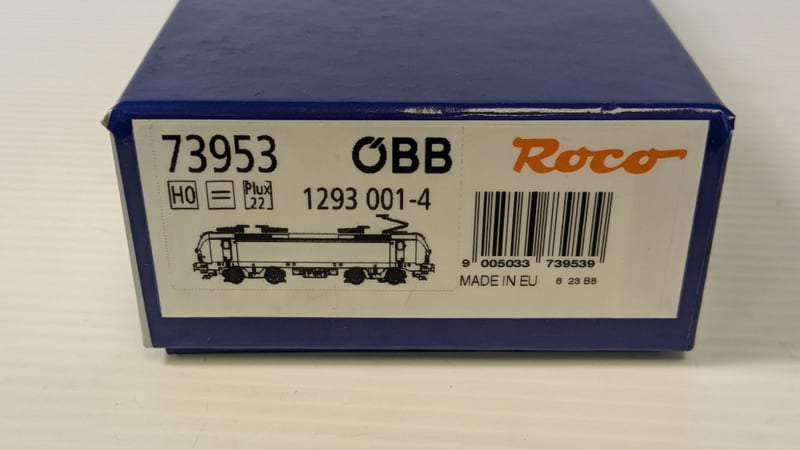 73953
ÖBB
Roco
H0 = Plux 22
1293 001-4
9 005033 739539
MADE IN EU 6 23 B8